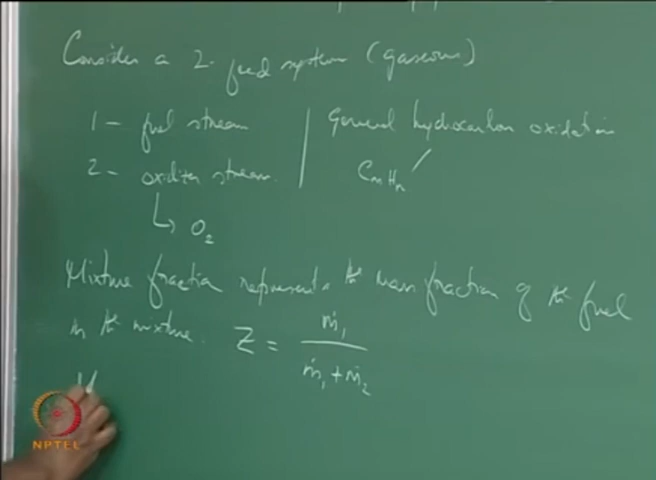 Consider a 2-feed system (gaseous)
1 - fuel stream
General hydrocarbon oxidation
2 - oxidizer stream.
CmHn
↳ O2
Mixture fraction represents the mass fraction of the fuel
in the mixture. Z = ṁ1 / (ṁ1 + ṁ2)
NPTEL